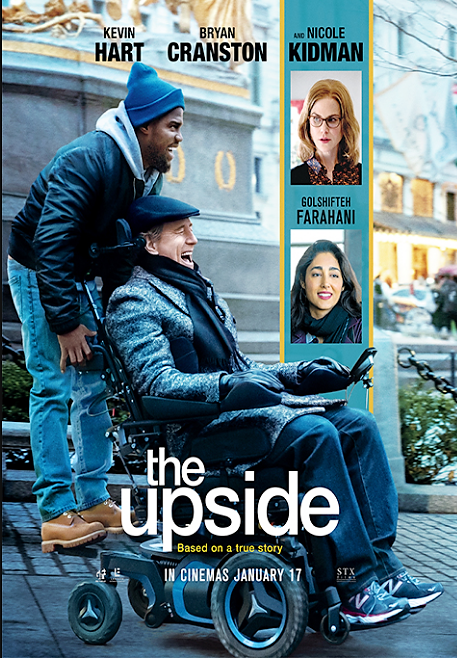 KEVIN
HART
BRYAN
CRANSTON
AND NICOLE
KIDMAN
GOLSHIFTEH
FARAHANI
the
upside
Based on a true story
IN CINEMAS JANUARY 17
STX
FILMS